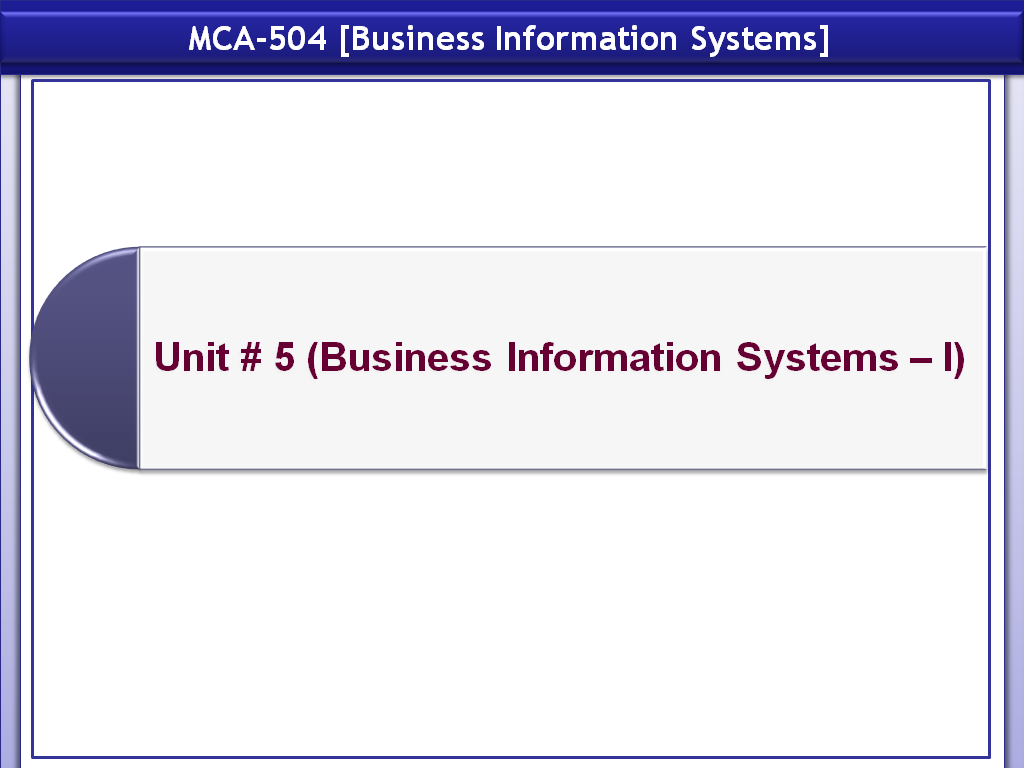 MCA-504 [Business Information Systems]
Unit # 5 (Business Information Systems – I)